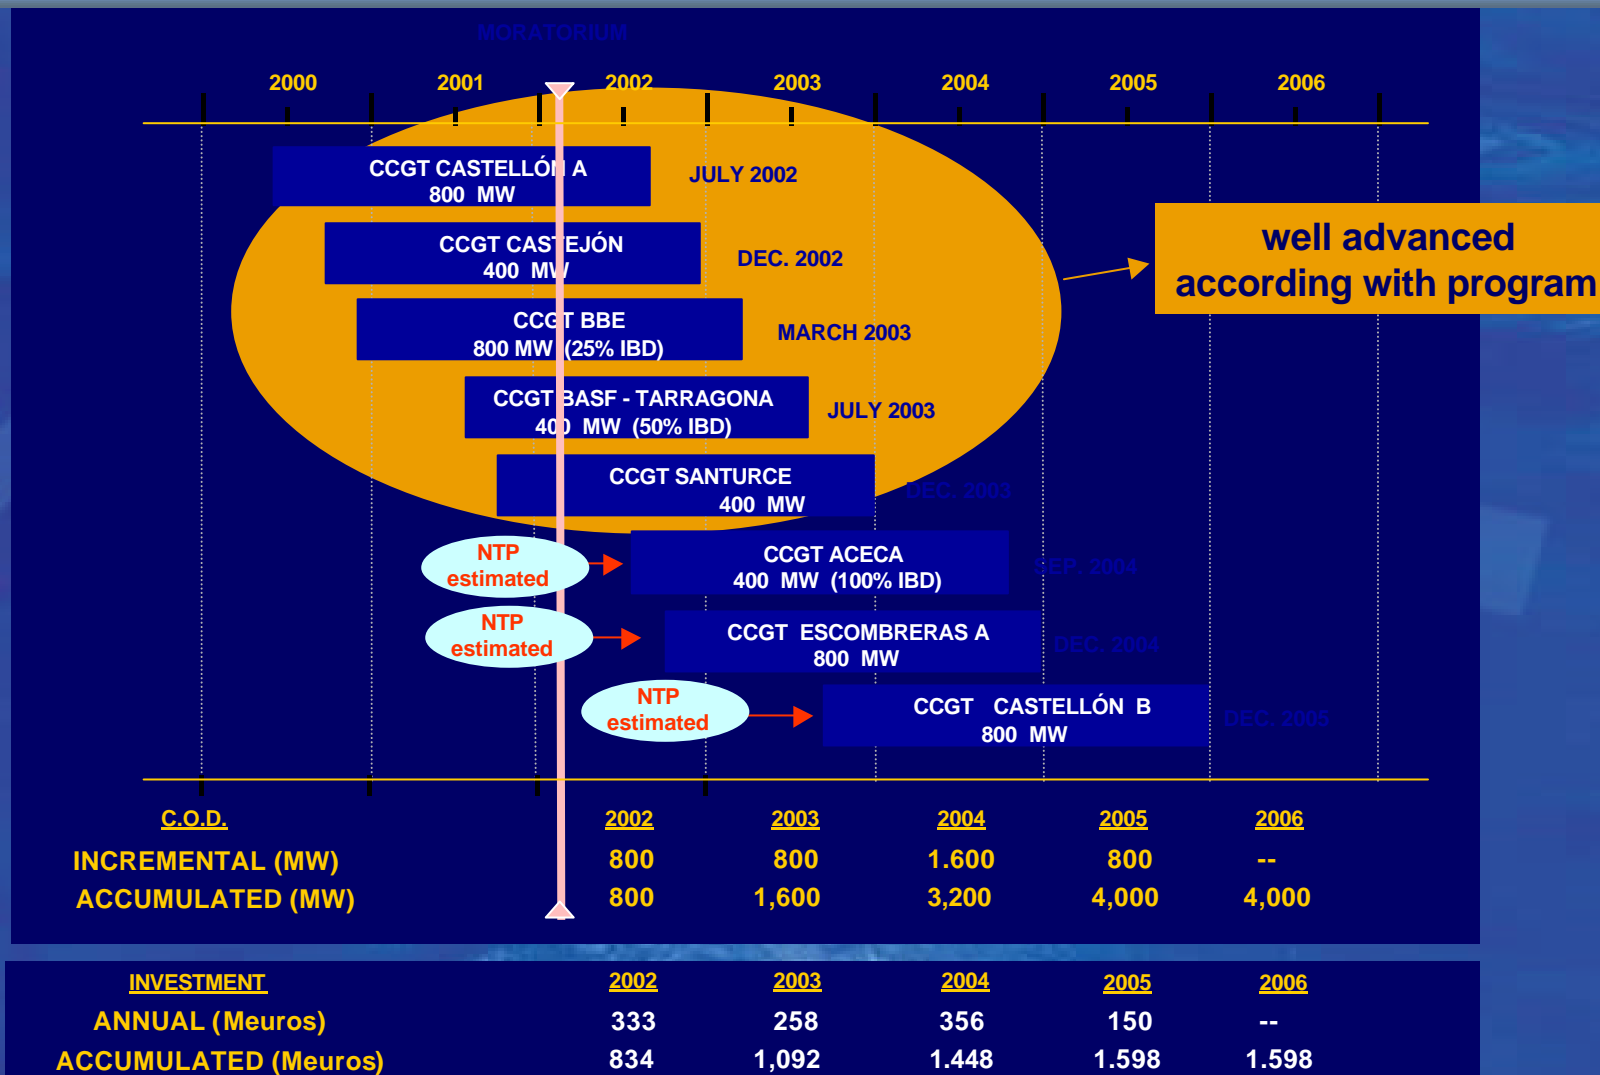 MORATORIUM
2000 2001 2002 2003 2004 2005 2006
CCGT CASTELLÓN A
800 MW
JULY 2002
well advanced
according with program
CCGT CASTEJÓN
400 MW
DEC. 2002
CCGT BBE
800 MW (25% IBD)
MARCH 2003
CCGT BASF - TARRAGONA
400 MW (50% IBD)
JULY 2003
CCGT SANTURCE
400 MW
DEC. 2003
NTP
estimated
CCGT ACECA
400 MW (100% IBD)
SEP. 2004
NTP
estimated
CCGT ESCOMBRERAS A
800 MW
DEC. 2004
NTP
estimated
CCGT CASTELLÓN B
800 MW
DEC. 2005
C.O.D. 2002 2003 2004 2005 2006
INCREMENTAL (MW) 800 800 1.600 800 --
ACCUMULATED (MW) 800 1,600 3,200 4,000 4,000
INVESTMENT 2002 2003 2004 2005 2006
ANNUAL (Meuros) 333 258 356 150 --
ACCUMULATED (Meuros) 834 1,092 1.448 1.598 1.598